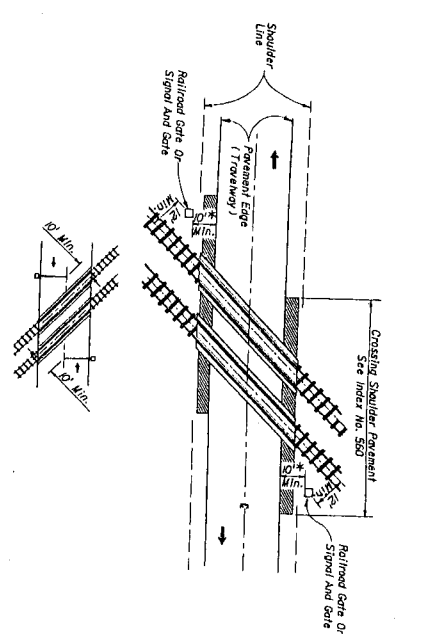 Shoulder
Line
Railroad Gate Or
Signal And Gate
Pavement Edge
(Travelway)
10'*
Min.
12'
Min.
Crossing Shoulder Pavement
See Index No. 560
10'*
Min.
12'
Min.
Railroad Gate Or
Signal And Gate
10' Min.
10' Min.